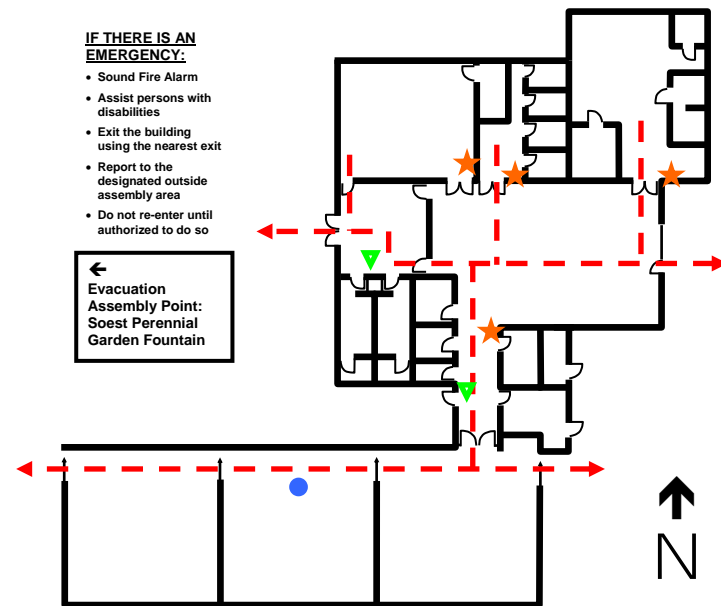 IF THERE IS AN
EMERGENCY:
• Sound Fire Alarm
• Assist persons with
disabilities
• Exit the building
using the nearest exit
• Report to the
designated outside
assembly area
• Do not re-enter until
authorized to do so
←
Evacuation
Assembly Point:
Soest Perennial
Garden Fountain
N